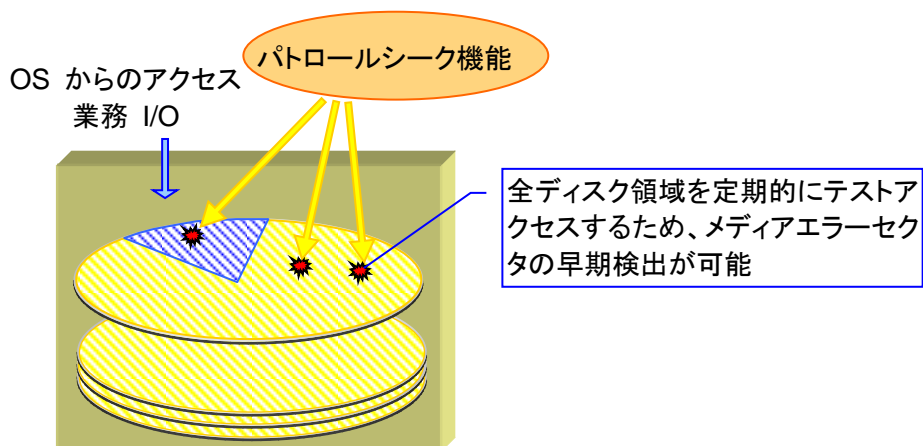 パトロールシーク機能
OS からのアクセス
業務 I/O
全ディスク領域を定期的にテストア
クセスするため、メディアエラーセク
タの早期検出が可能